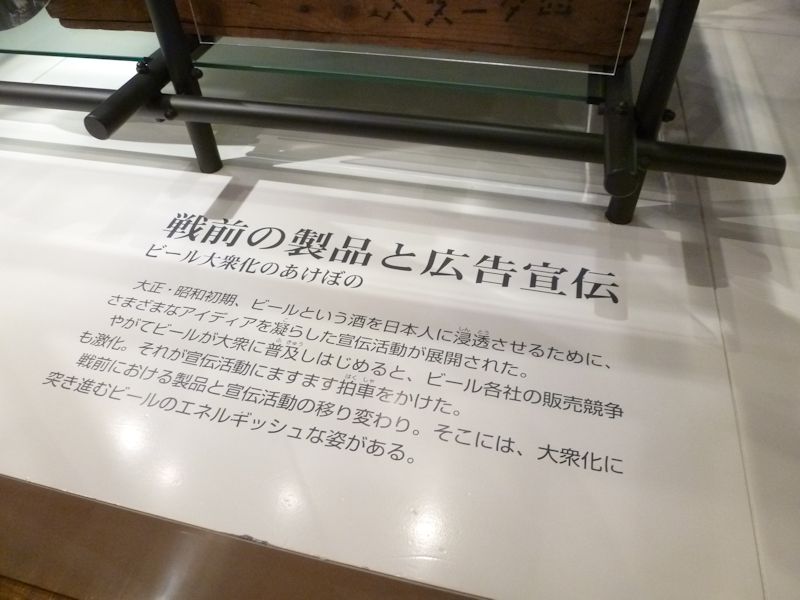 戦前の製品と広告宣伝
ビール大衆化のあけぼの
大正・昭和初期、ビールという酒を日本人に浸透させるために、
さまざまなアイディアを凝らした宣伝活動が展開された。
やがてビールが大衆に普及しはじめると、ビール各社の販売競争
も激化。それが宣伝活動にますます拍車をかけた。
戦前における製品と宣伝活動の移り変わり。そこには、大衆化に
突き進むビールのエネルギッシュな姿がある。